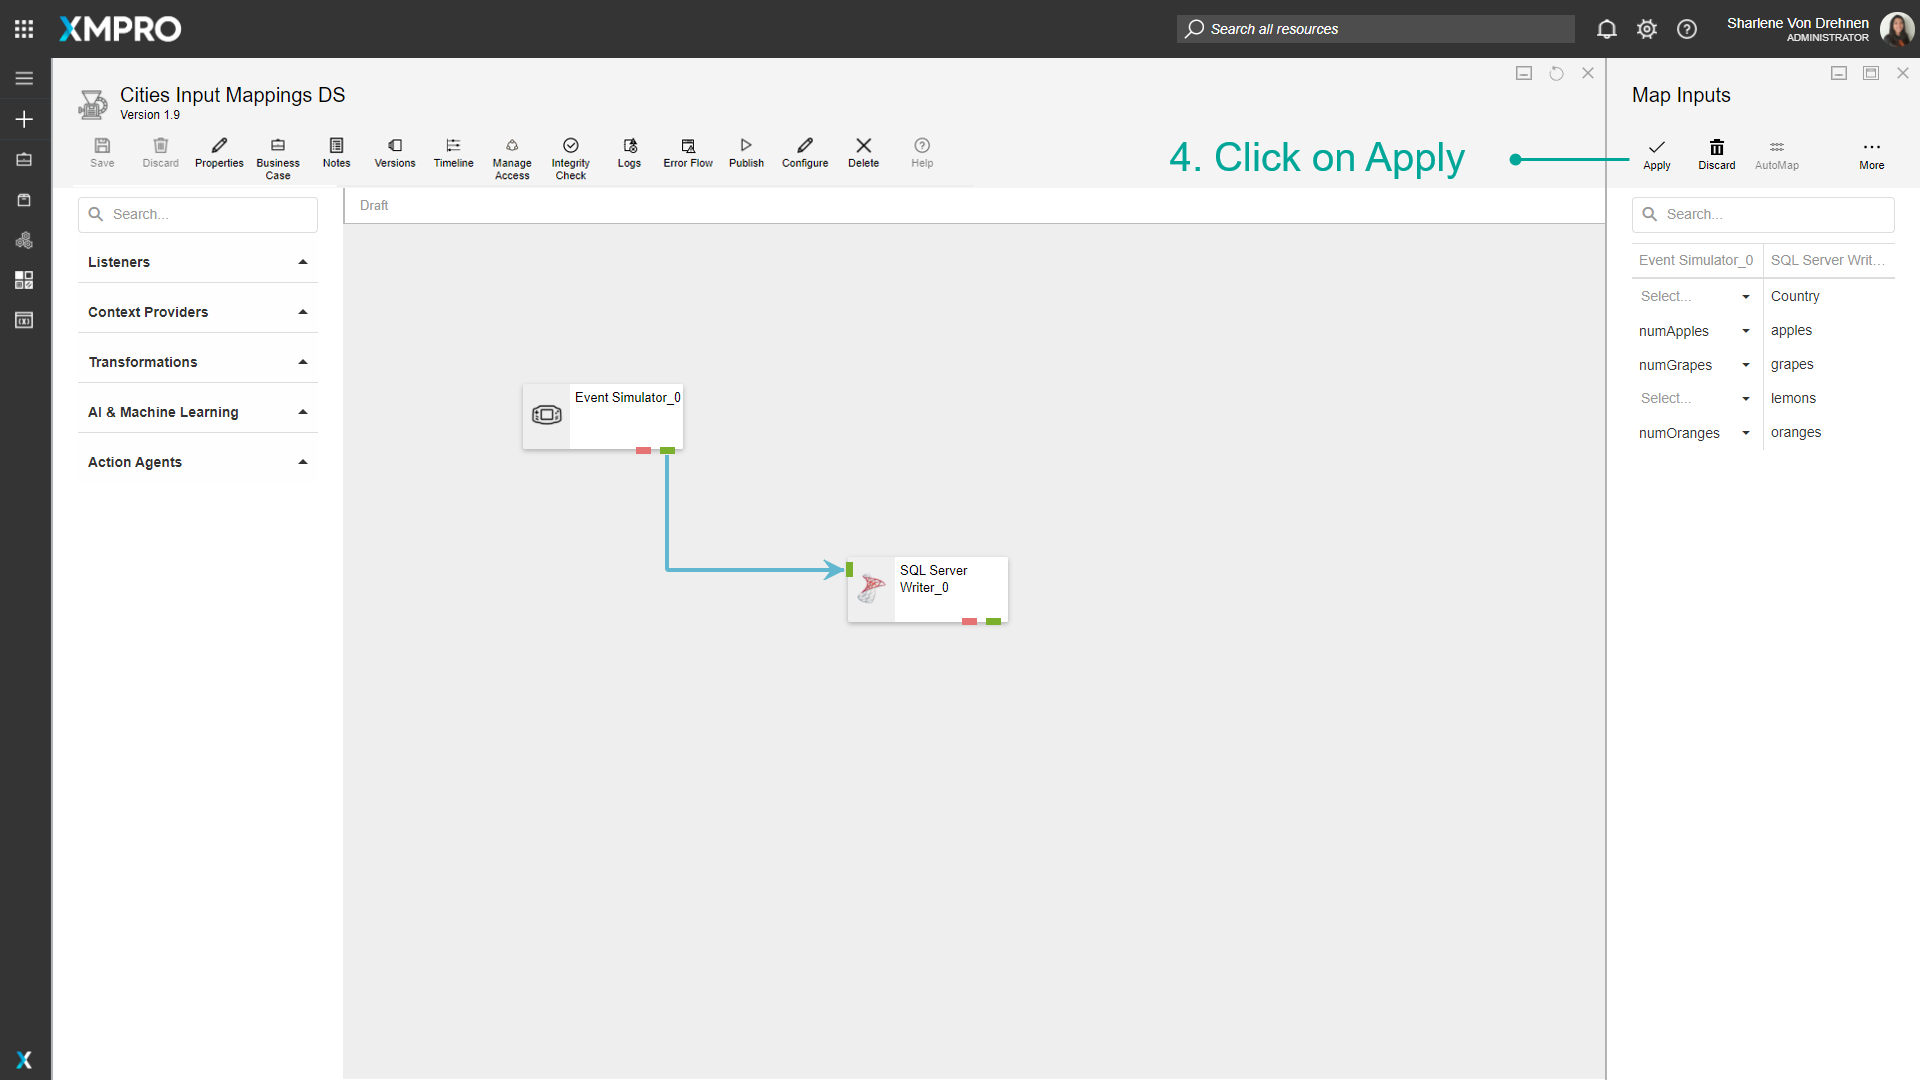 XMPRO
Search all resources
Sharlene Von Drehnen
ADMINISTRATOR
Cities Input Mappings DS
Version 1.9
Save
Discard
Properties
Business
Case
Notes
Versions
Timeline
Manage
Access
Integrity
Check
Logs
Error Flow
Publish
Configure
Delete
Help
4. Click on Apply
Map Inputs
Apply
Discard
AutoMap
More
Search...
Listeners
Context Providers
Transformations
AI & Machine Learning
Action Agents
Draft
Event Simulator_0
SQL Server
Writer_0
Search...
Event Simulator_0 SQL Server Writ...
Select... Country
numApples apples
numGrapes grapes
Select... lemons
numOranges oranges